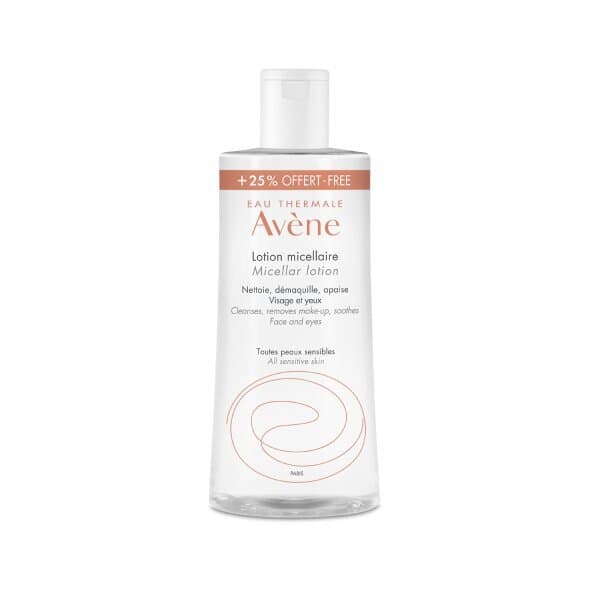 +25% OFFERT-FREE
EAU THERMALE
Avène
Lotion micellaire
Micellar lotion
Nettoie, démaquille, apaise
Visage et yeux
Cleanses, removes make-up, soothes
Face and eyes
Toutes peaux sensibles
All sensitive skin
PARIS